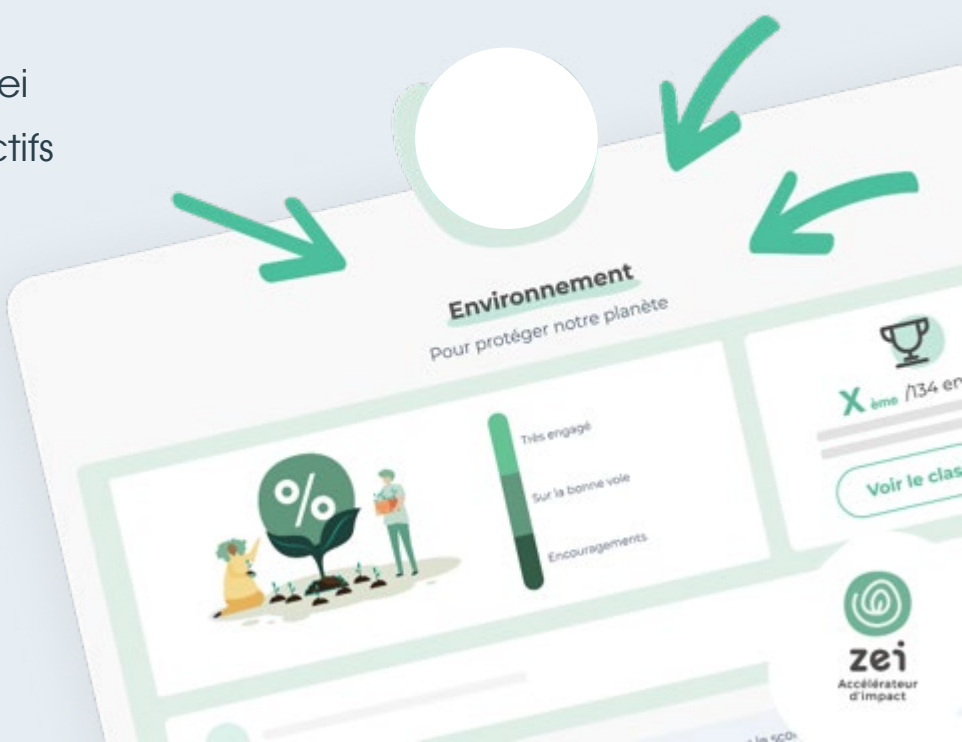 ei
ctifs
Environnement
Pour protéger notre planète
%
Très engagé
Sur la bonne voie
Encouragements
X ème /134 en
Voir le clas
zei
Accélérateur
d'impact